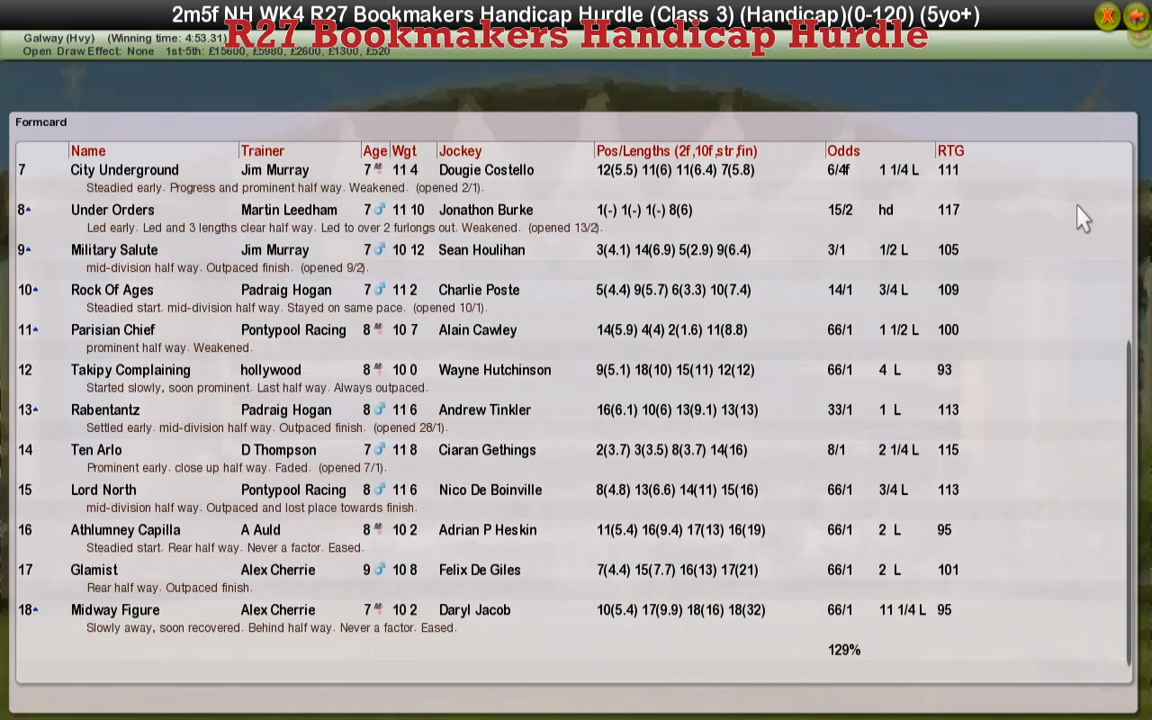 2m5f NH WK4 R27 Bookmakers Handicap Hurdle (Class 3) (Handicap)(0-120) (5yo+)
R27 Bookmakers Handicap Hurdle
Galway (Hvy) (Winning time: 4:53.31)
Open Draw Effect: None 1st-5th: £15600, £5980, £2600, £1300, £520
Formcard
Name Trainer Age Wgt Jockey Pos/Lengths (2f,10f,str,fin) Odds RTG
7 City Underground Jim Murray 7 11 4 Dougie Costello 12(5.5) 11(6) 11(6.4) 7(5.8) 6/4f 1 1/4 L 111
Steadied early. Progress and prominent half way. Weakened. (opened 2/1).
8 Under Orders Martin Leedham 7 11 10 Jonathon Burke 1(-) 1(-) 1(-) 8(6) 15/2 hd 117
Led early. Led and 3 lengths clear half way. Led to over 2 furlongs out. Weakened. (opened 13/2).
9 Military Salute Jim Murray 7 10 12 Sean Houlihan 3(4.1) 14(6.9) 5(2.9) 9(6.4) 3/1 1/2 L 105
mid-division half way. Outpaced finish. (opened 9/2).
10 Rock Of Ages Padraig Hogan 7 11 2 Charlie Poste 5(4.4) 9(5.7) 6(3.3) 10(7.4) 14/1 3/4 L 109
Steadied start. mid-division half way. Stayed on same pace. (opened 10/1).
11 Parisian Chief Pontypool Racing 8 10 7 Alain Cawley 14(5.9) 4(4) 2(1.6) 11(8.8) 66/1 1 1/2 L 100
prominent half way. Weakened.
12 Takipy Complaining hollywood 8 10 0 Wayne Hutchinson 9(5.1) 18(10) 15(11) 12(12) 66/1 4 L 93
Started slowly, soon prominent. Last half way. Always outpaced.
13 Rabentantz Padraig Hogan 8 11 6 Andrew Tinkler 16(6.1) 10(6) 13(9.1) 13(13) 33/1 1 L 113
Settled early. mid-division half way. Outpaced finish. (opened 28/1).
14 Ten Arlo D Thompson 7 11 8 Ciaran Gethings 2(3.7) 3(3.5) 8(3.7) 14(16) 8/1 2 1/4 L 115
Prominent early. close up half way. Faded. (opened 7/1).
15 Lord North Pontypool Racing 8 11 6 Nico De Boinville 8(4.8) 13(6.6) 14(11) 15(16) 66/1 3/4 L 113
mid-division half way. Outpaced and lost place towards finish.
16 Athlumney Capilla A Auld 8 10 2 Adrian P Heskin 11(5.4) 16(9.4) 17(13) 16(19) 66/1 2 L 95
Steadied start. Rear half way. Never a factor. Eased.
17 Glamist Alex Cherrie 9 10 8 Felix De Giles 7(4.4) 15(7.7) 16(13) 17(21) 66/1 2 L 101
Rear half way. Outpaced finish.
18 Midway Figure Alex Cherrie 7 10 2 Daryl Jacob 10(5.4) 17(9.9) 18(16) 18(32) 66/1 11 1/4 L 95
Slowly away, soon recovered. Behind half way. Never a factor. Eased.
129%